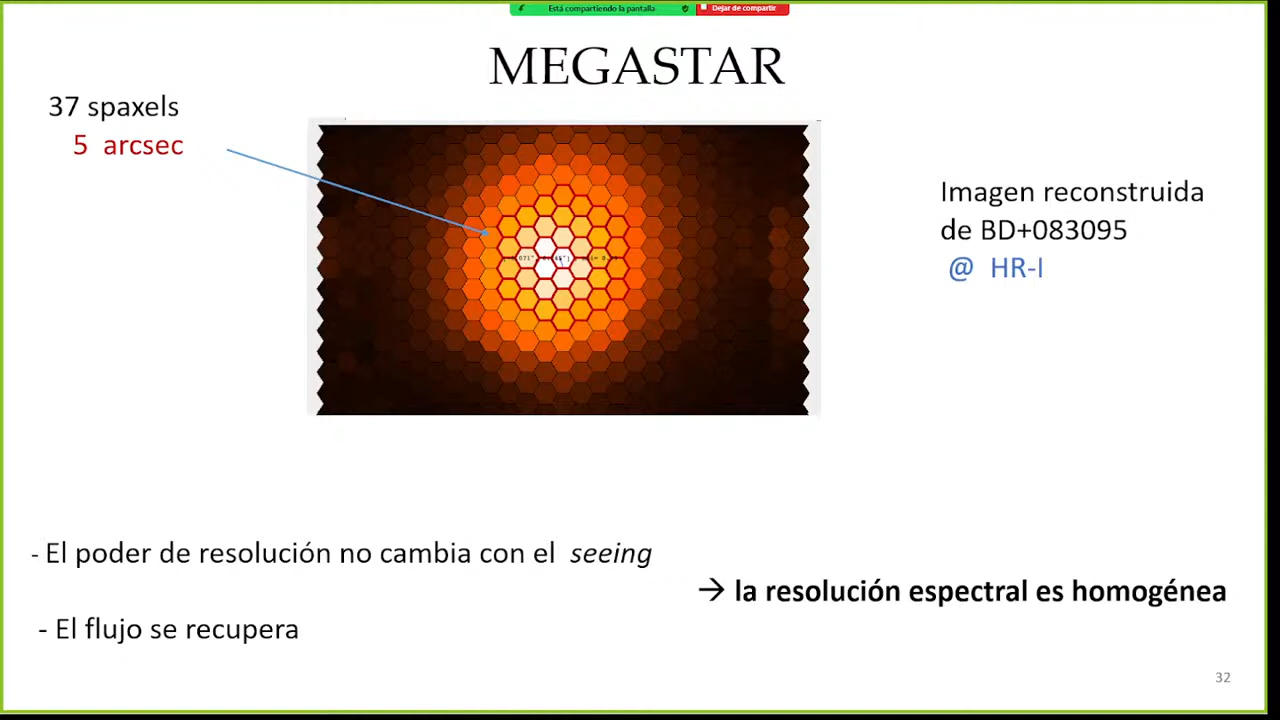 Está compartiendo la pantalla
Dejar de compartir
MEGASTAR
37 spaxels
5 arcsec
Imagen reconstruida
de BD+083095
@ HR-I
- El poder de resolución no cambia con el seeing
→ la resolución espectral es homogénea
- El flujo se recupera
32